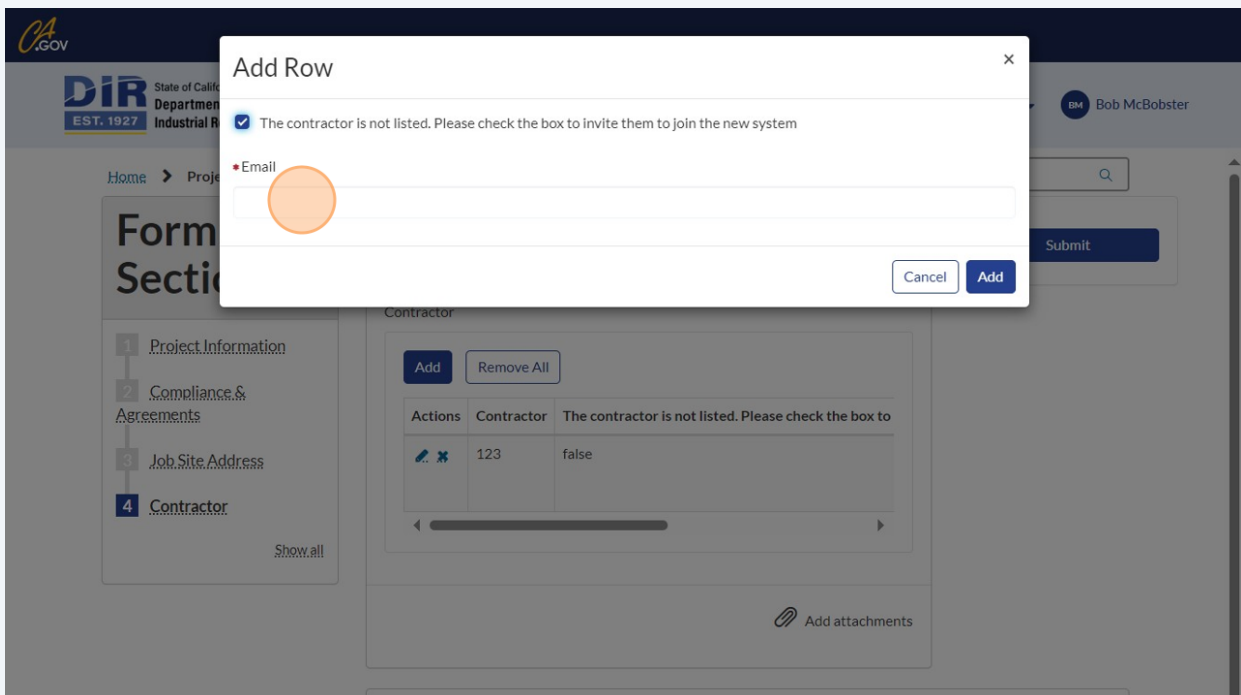 CA.GOV
Add Row
×
The contractor is not listed. Please check the box to invite them to join the new system
*Email
Cancel
Add
DIR
EST. 1927
State of Califo
Departmen
Industrial R
BM
Bob McBobster
Home > Proje
Form
Sectio
Submit
1 Project Information
2 Compliance &
Agreements
3 Job Site Address
4 Contractor
Show all
Contractor
Add
Remove All
Actions Contractor The contractor is not listed. Please check the box to
123 false
Add attachments